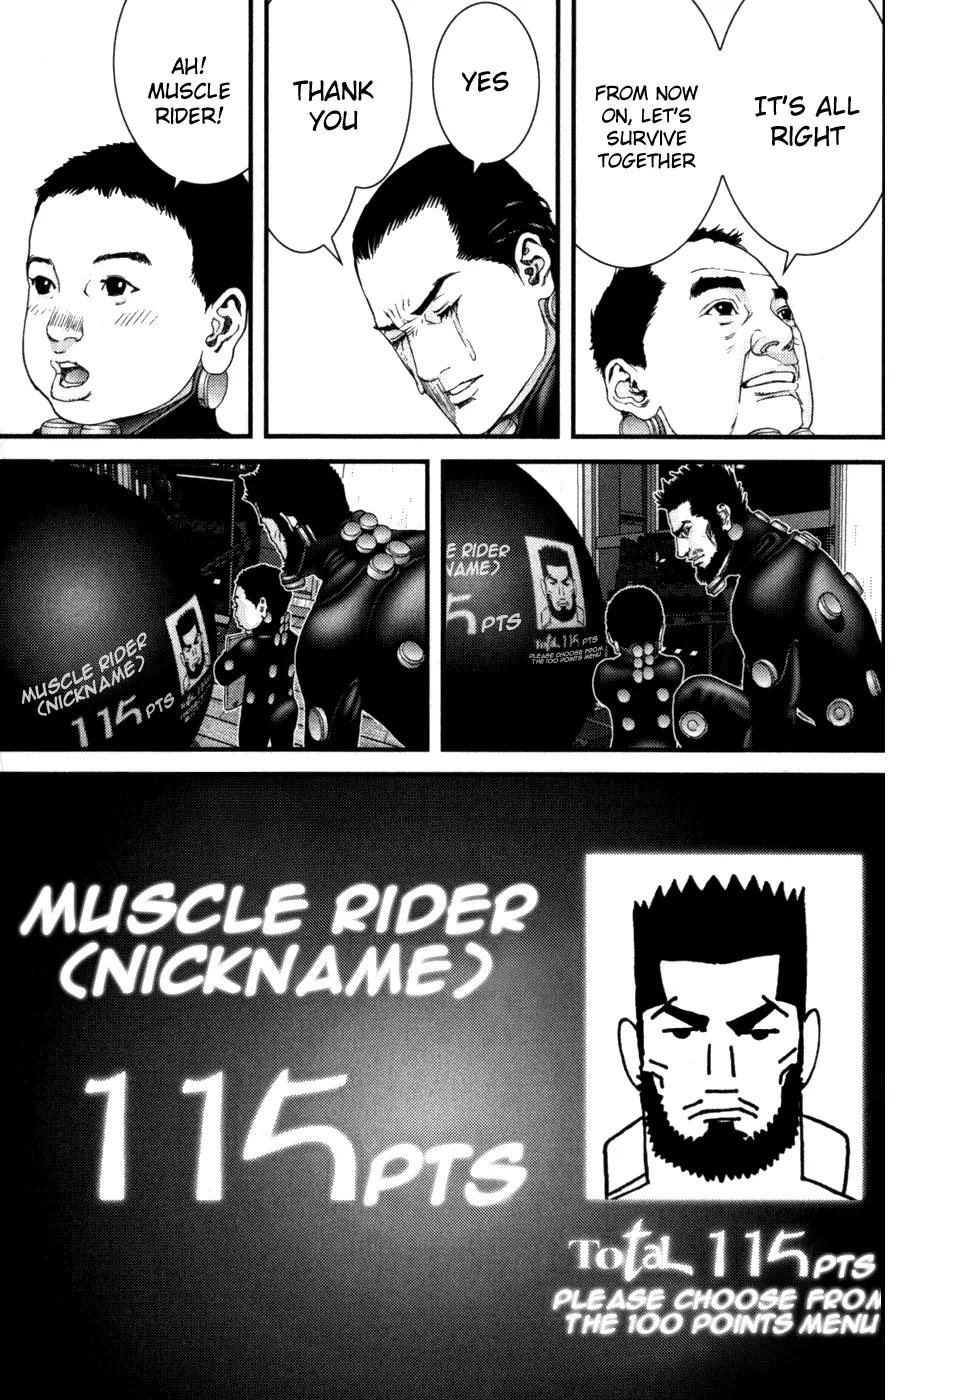 IT'S ALL
RIGHT
FROM NOW
ON, LET'S
SURVIVE
TOGETHER
YES
THANK
YOU
AH!
MUSCLE
RIDER!
E RIDER
NAME)
5 PTS
Total 115 PTS
PLEASE CHOOSE FROM
THE 100 POINTS MENU
MUSCLE RIDER
(NICKNAME)
115 PTS
MUSCLE RIDER
(NICKNAME)
115 PTS
Total 115 PTS
PLEASE CHOOSE FROM
THE 100 POINTS MENU